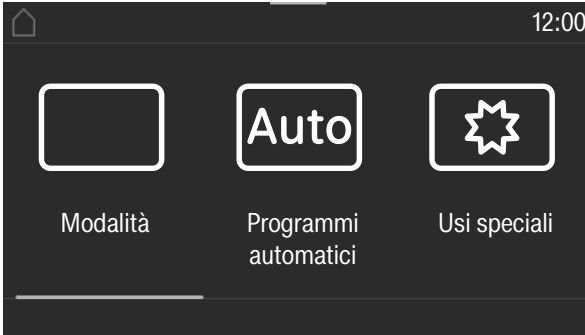 12:00
Auto
Modalità
Programmi
automatici
Usi speciali